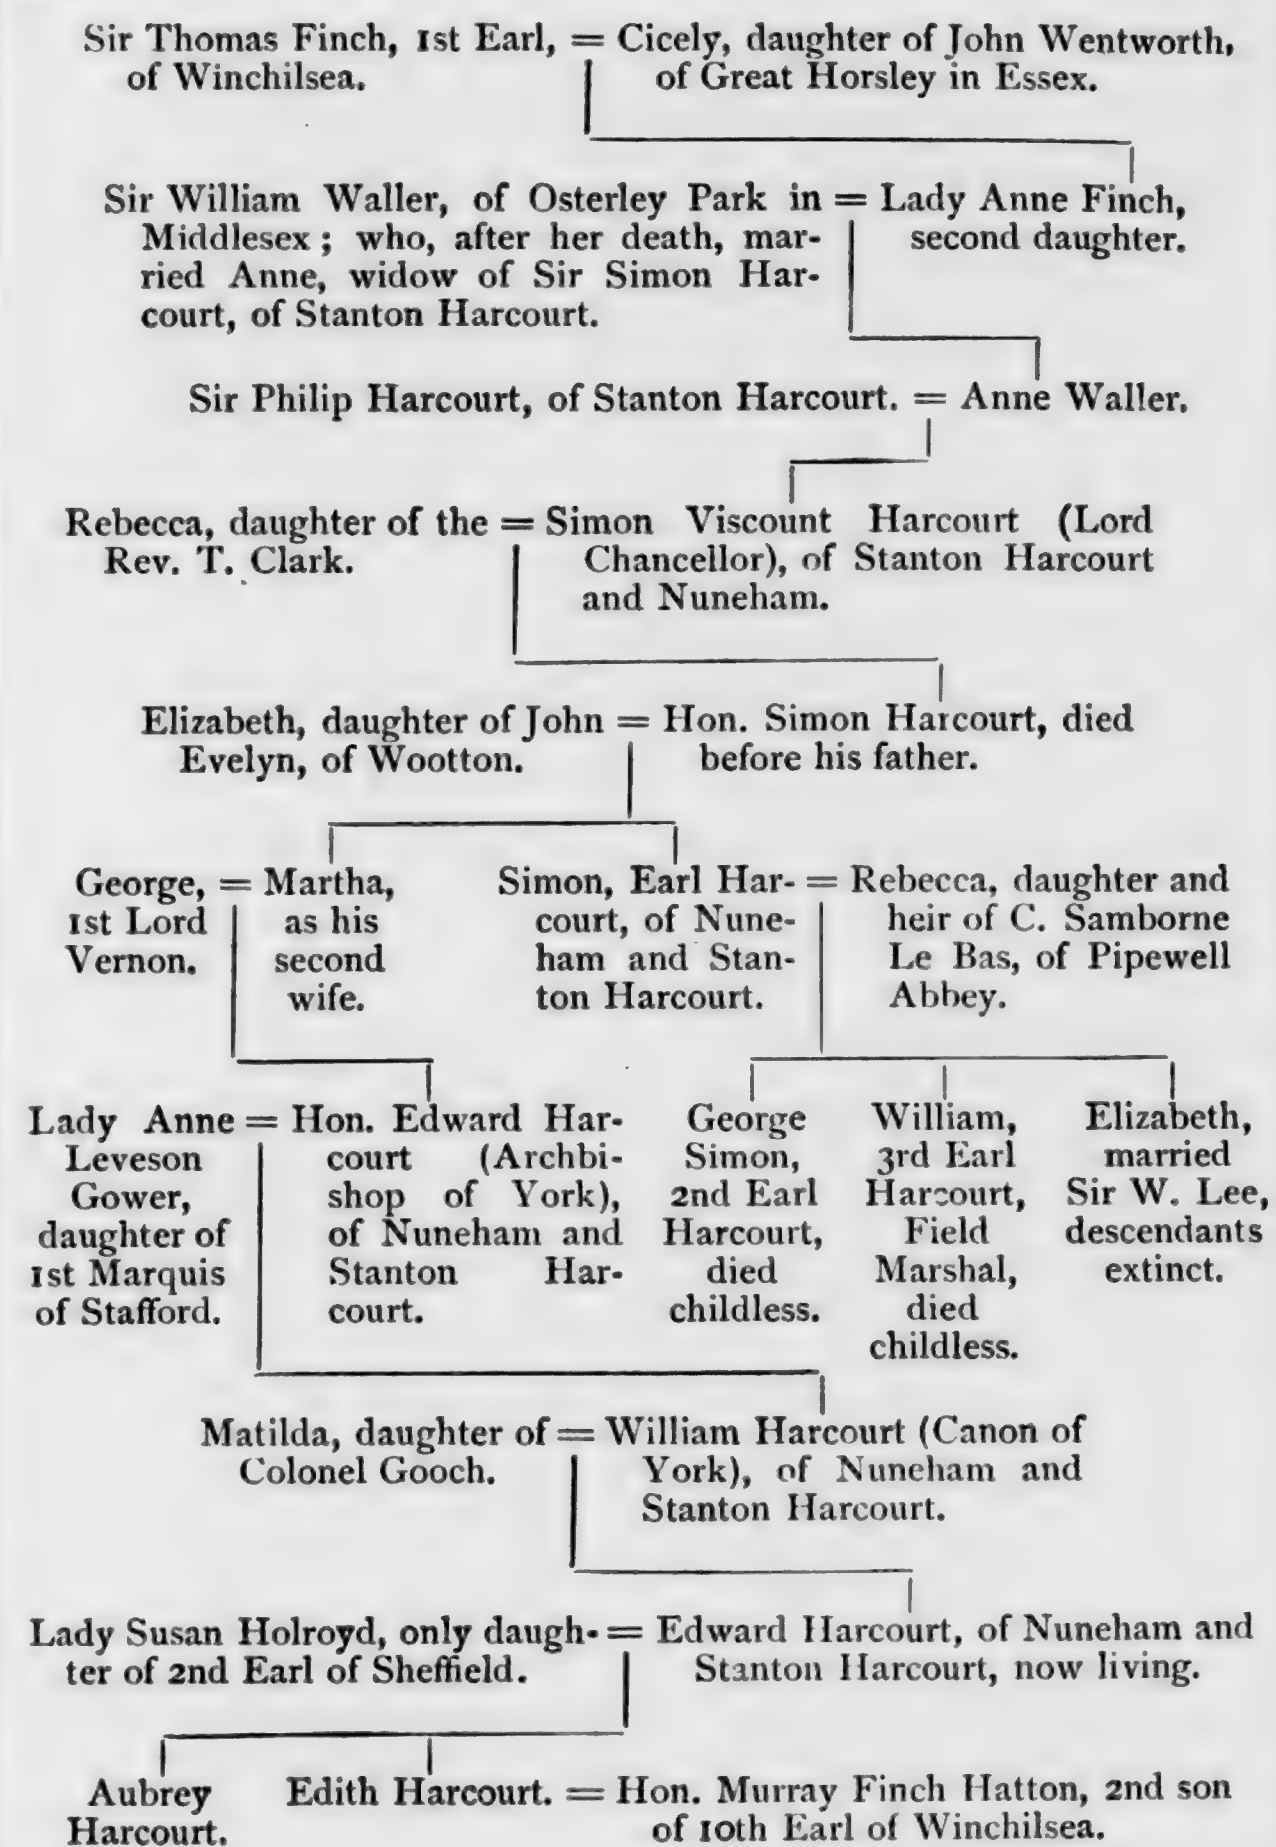 Sir Thomas Finch, 1st Earl, = Cicely, daughter of John Wentworth,
of Winchilsea. of Great Horsley in Essex.
Sir William Waller, of Osterley Park in = Lady Anne Finch,
Middlesex ; who, after her death, mar- second daughter.
ried Anne, widow of Sir Simon Har-
court, of Stanton Harcourt.
Sir Philip Harcourt, of Stanton Harcourt. = Anne Waller.
Rebecca, daughter of the = Simon Viscount Harcourt (Lord
Rev. T. Clark. Chancellor), of Stanton Harcourt
and Nuneham.
Elizabeth, daughter of John = Hon. Simon Harcourt, died
Evelyn, of Wootton. before his father.
George, = Martha,
1st Lord as his
Vernon. second
wife.
Simon, Earl Har- = Rebecca, daughter and
court, of Nune- heir of C. Samborne
ham and Stan- Le Bas, of Pipewell
ton Harcourt. Abbey.
Lady Anne = Hon. Edward Har-
Leveson court (Archbi-
Gower, shop of York),
daughter of of Nuneham and
1st Marquis Stanton Har-
of Stafford. court.
George
Simon,
2nd Earl
Harcourt,
died
childless.
William,
3rd Earl
Harcourt,
Field
Marshal,
died
childless.
Elizabeth,
married
Sir W. Lee,
descendants
extinct.
Matilda, daughter of = William Harcourt (Canon of
Colonel Gooch. York), of Nuneham and
Stanton Harcourt.
Lady Susan Holroyd, only daugh- = Edward Harcourt, of Nuneham and
ter of 2nd Earl of Sheffield. Stanton Harcourt, now living.
Aubrey Edith Harcourt. = Hon. Murray Finch Hatton, 2nd son
Harcourt. of 10th Earl of Winchilsea.